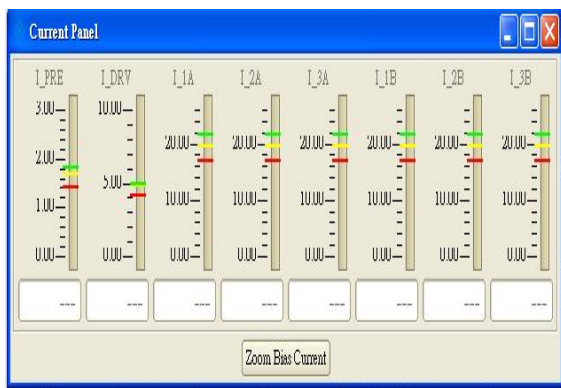 Current Panel
I_PRE I_DRV I_1A I_2A I_3A I_1B I_2B I_3B
3.00 10.00
20.00 20.00 20.00 20.00 20.00 20.00
2.00
5.00
1.00 10.00 10.00 10.00 10.00 10.00 10.00
0.00 0.00 0.00 0.00 0.00 0.00 0.00 0.00
--- --- --- --- --- --- --- ---
Zoom Bias Current